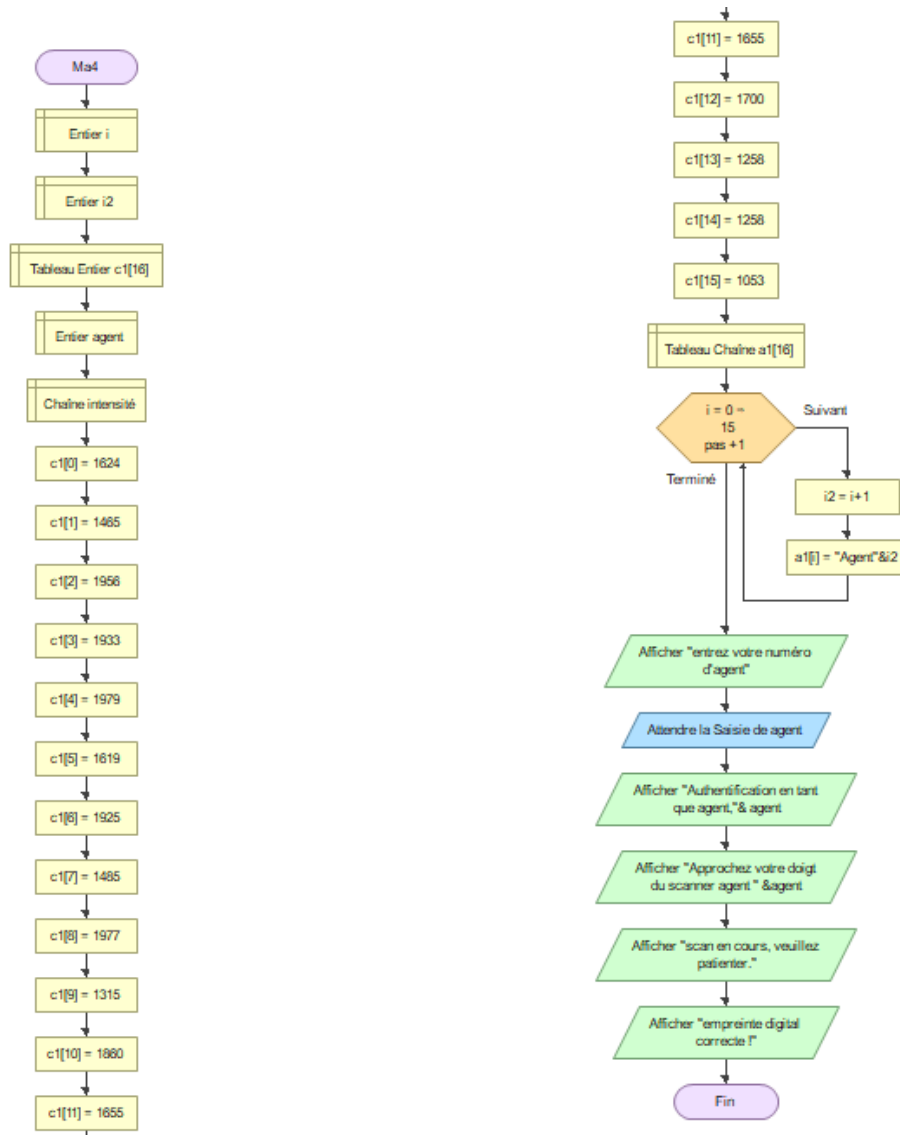 Ma4
Entier i
Entier i2
Tableau Entier c1[16]
Entier agent
Chaîne intensité
c1[0] = 1624
c1[1] = 1465
c1[2] = 1956
c1[3] = 1933
c1[4] = 1979
c1[5] = 1619
c1[6] = 1925
c1[7] = 1485
c1[8] = 1977
c1[9] = 1315
c1[10] = 1860
c1[11] = 1655
c1[11] = 1655
c1[12] = 1700
c1[13] = 1258
c1[14] = 1258
c1[15] = 1053
Tableau Chaîne a1[16]
i = 0 ~
15
pas +1
Suivant
Terminé
i2 = i+1
a1[i] = "Agent"&i2
Afficher "entrez votre numéro
d'agent"
Attendre la Saisie de agent
Afficher "Authentification en tant
que agent,"& agent
Afficher "Approchez votre doigt
du scanner agent " &agent
Afficher "scan en cours, veuillez
patienter."
Afficher "empreinte digital
correcte !"
Fin